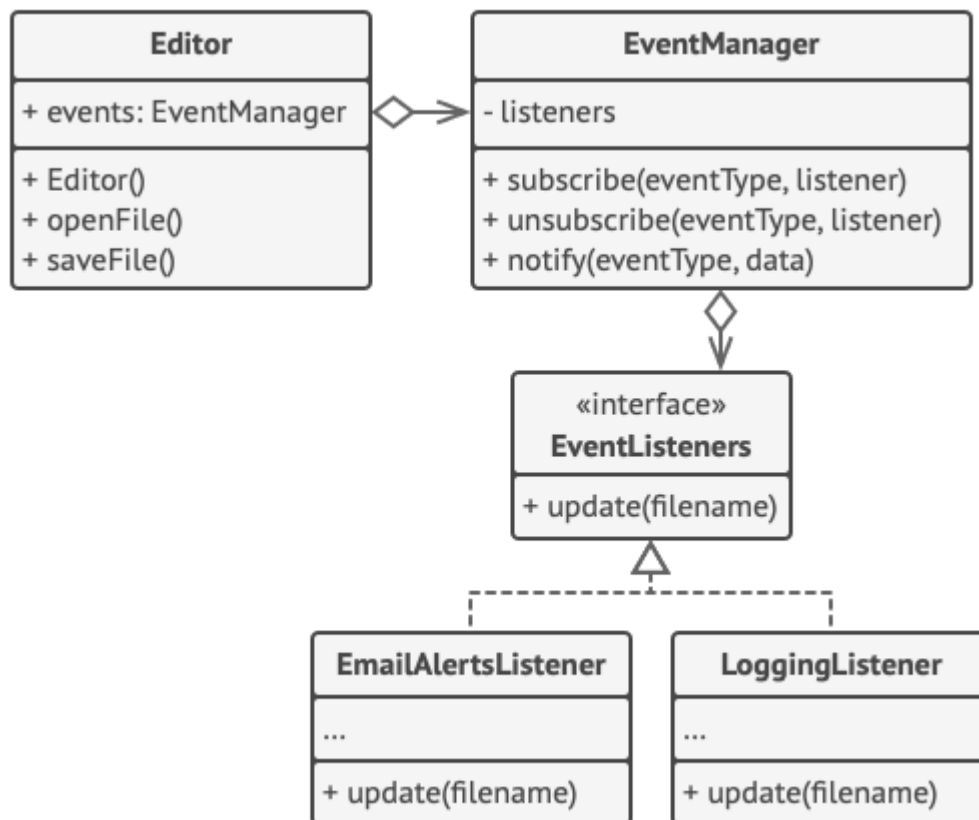 Editor
+ events: EventManager
+ Editor()
+ openFile()
+ saveFile()
EventManager
- listeners
+ subscribe(eventType, listener)
+ unsubscribe(eventType, listener)
+ notify(eventType, data)
«interface»
EventListeners
+ update(filename)
EmailAlertsListener
...
+ update(filename)
LoggingListener
...
+ update(filename)